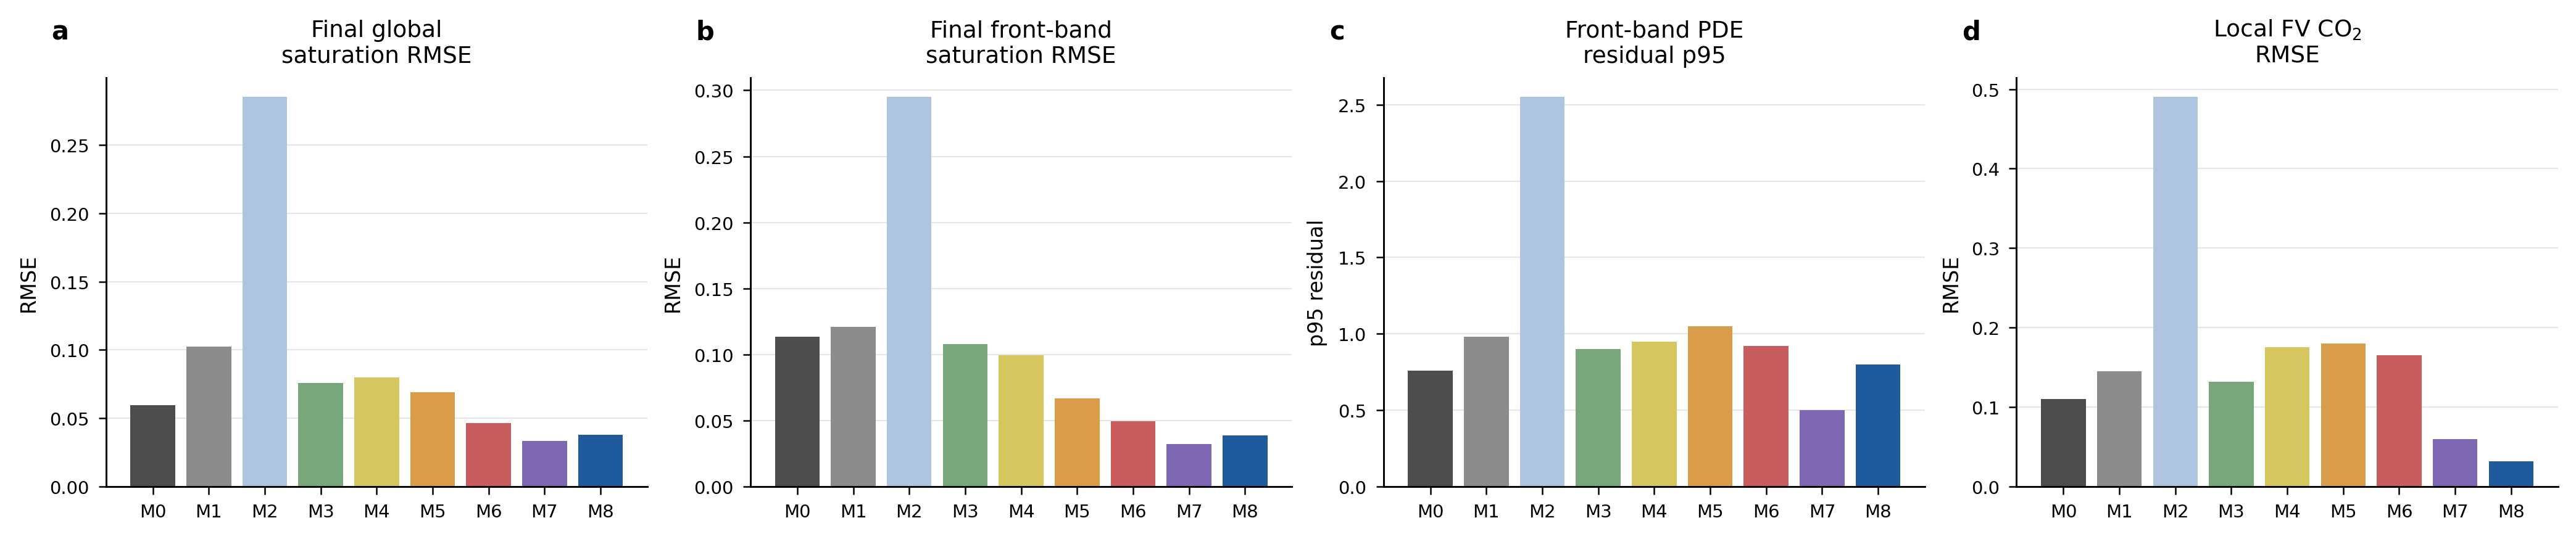 a
Final global
saturation RMSE
RMSE
0.25
0.20
0.15
0.10
0.05
0.00
M0 M1 M2 M3 M4 M5 M6 M7 M8
b
Final front-band
saturation RMSE
RMSE
0.30
0.25
0.20
0.15
0.10
0.05
0.00
M0 M1 M2 M3 M4 M5 M6 M7 M8
c
Front-band PDE
residual p95
p95 residual
2.5
2.0
1.5
1.0
0.5
0.0
M0 M1 M2 M3 M4 M5 M6 M7 M8
d
Local FV CO₂
RMSE
RMSE
0.5
0.4
0.3
0.2
0.1
0.0
M0 M1 M2 M3 M4 M5 M6 M7 M8